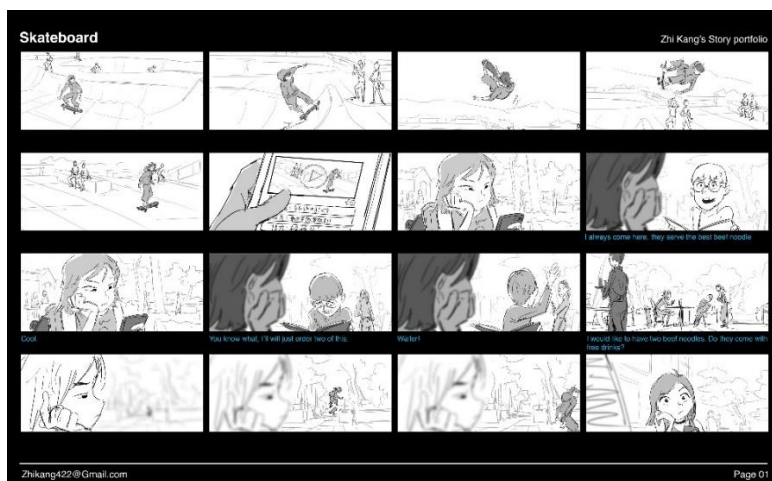 Skateboard
Zhi Kang's Story portfolio
I always come here, they serve the best beef noodle
Cool.
You know what, I'll will just order two of this.
Waiter!
I would like to have two beef noodles. Do they come with
free drinks?
Zhikang422@Gmail.com
Page 01